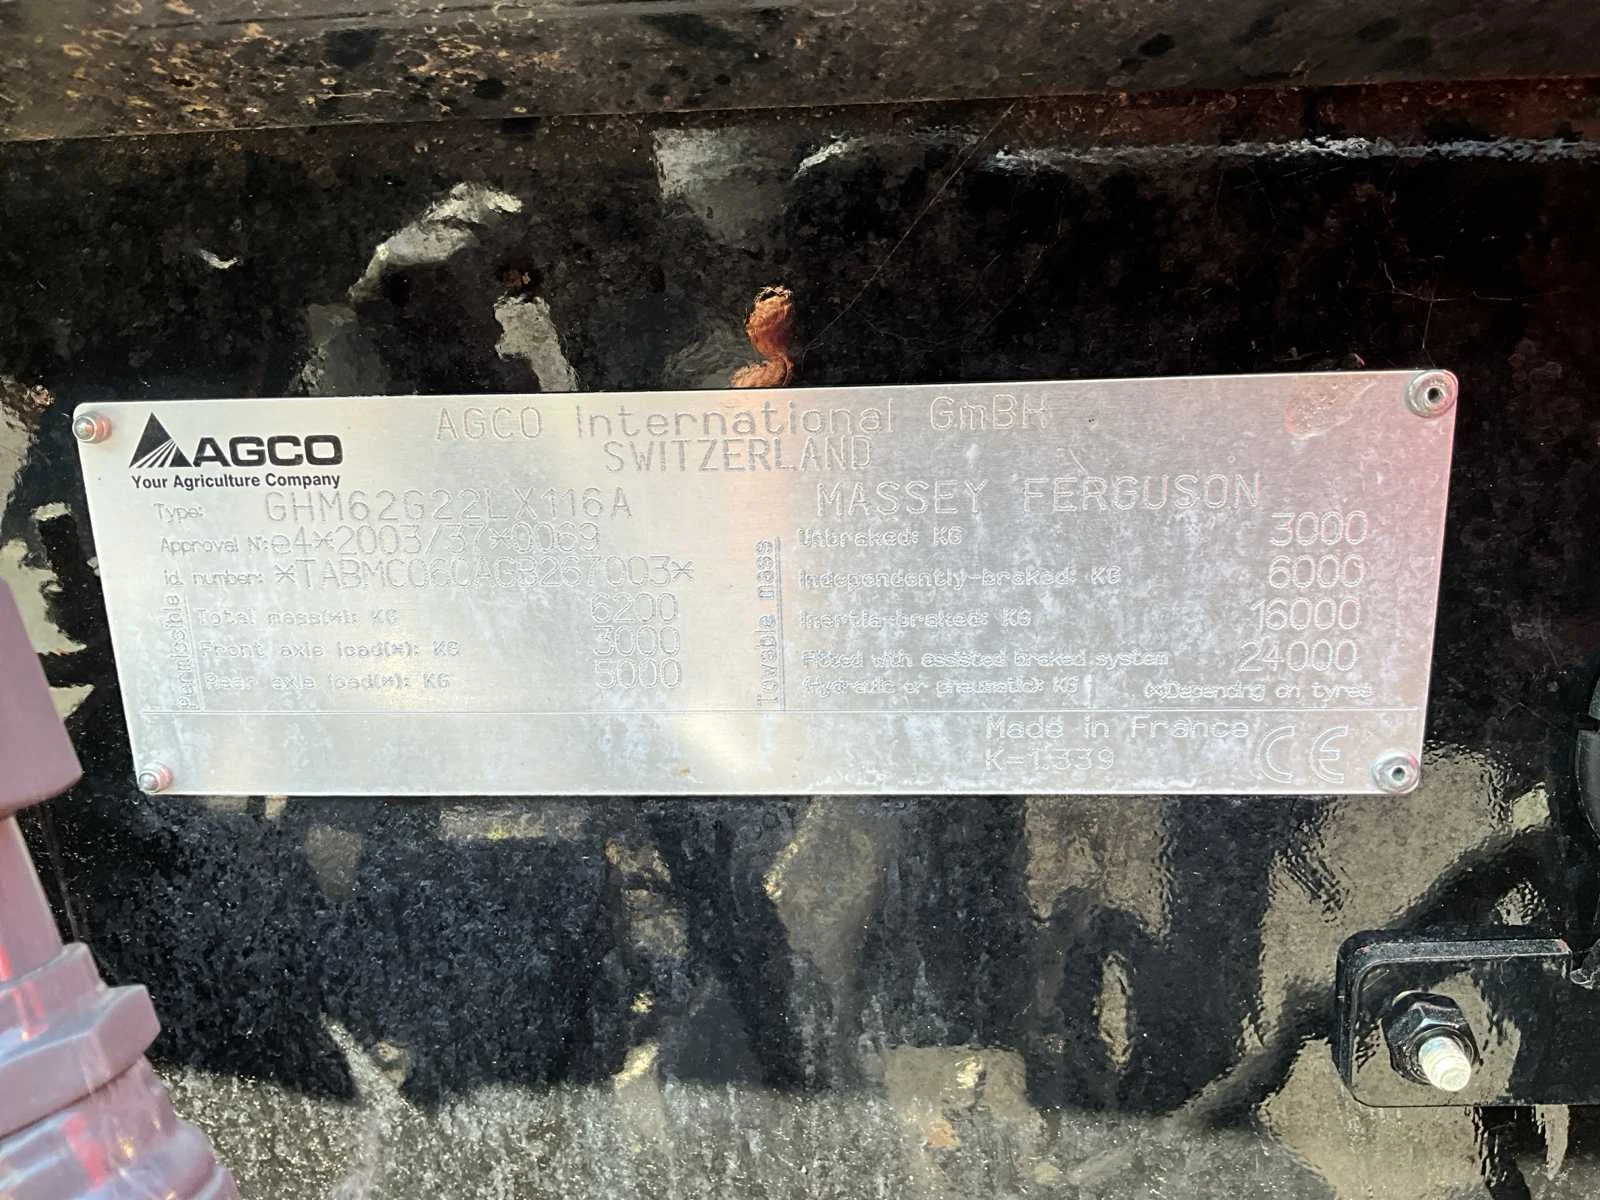 AGCO
Your Agriculture Company
AGCO International GmBH
SWITZERLAND
Type: GHM62G22LX116A
MASSEY FERGUSON
Approval N°: e4*2003/37*0069
id. number: *TABMC060AGB267003*
Permissible
Total mass(*): KG 6200
Front axle load(*): KG 3000
Rear axle load(*): KG 5000
Towable mass
Unbraked: KG 3000
Independently-braked: KG 6000
Inertia-braked: KG 16000
Fitted with assisted braked system 24000
(Hydraulic or pneumatic): KG
(*)Depending on tyres
Made in France
K-1.339
CE